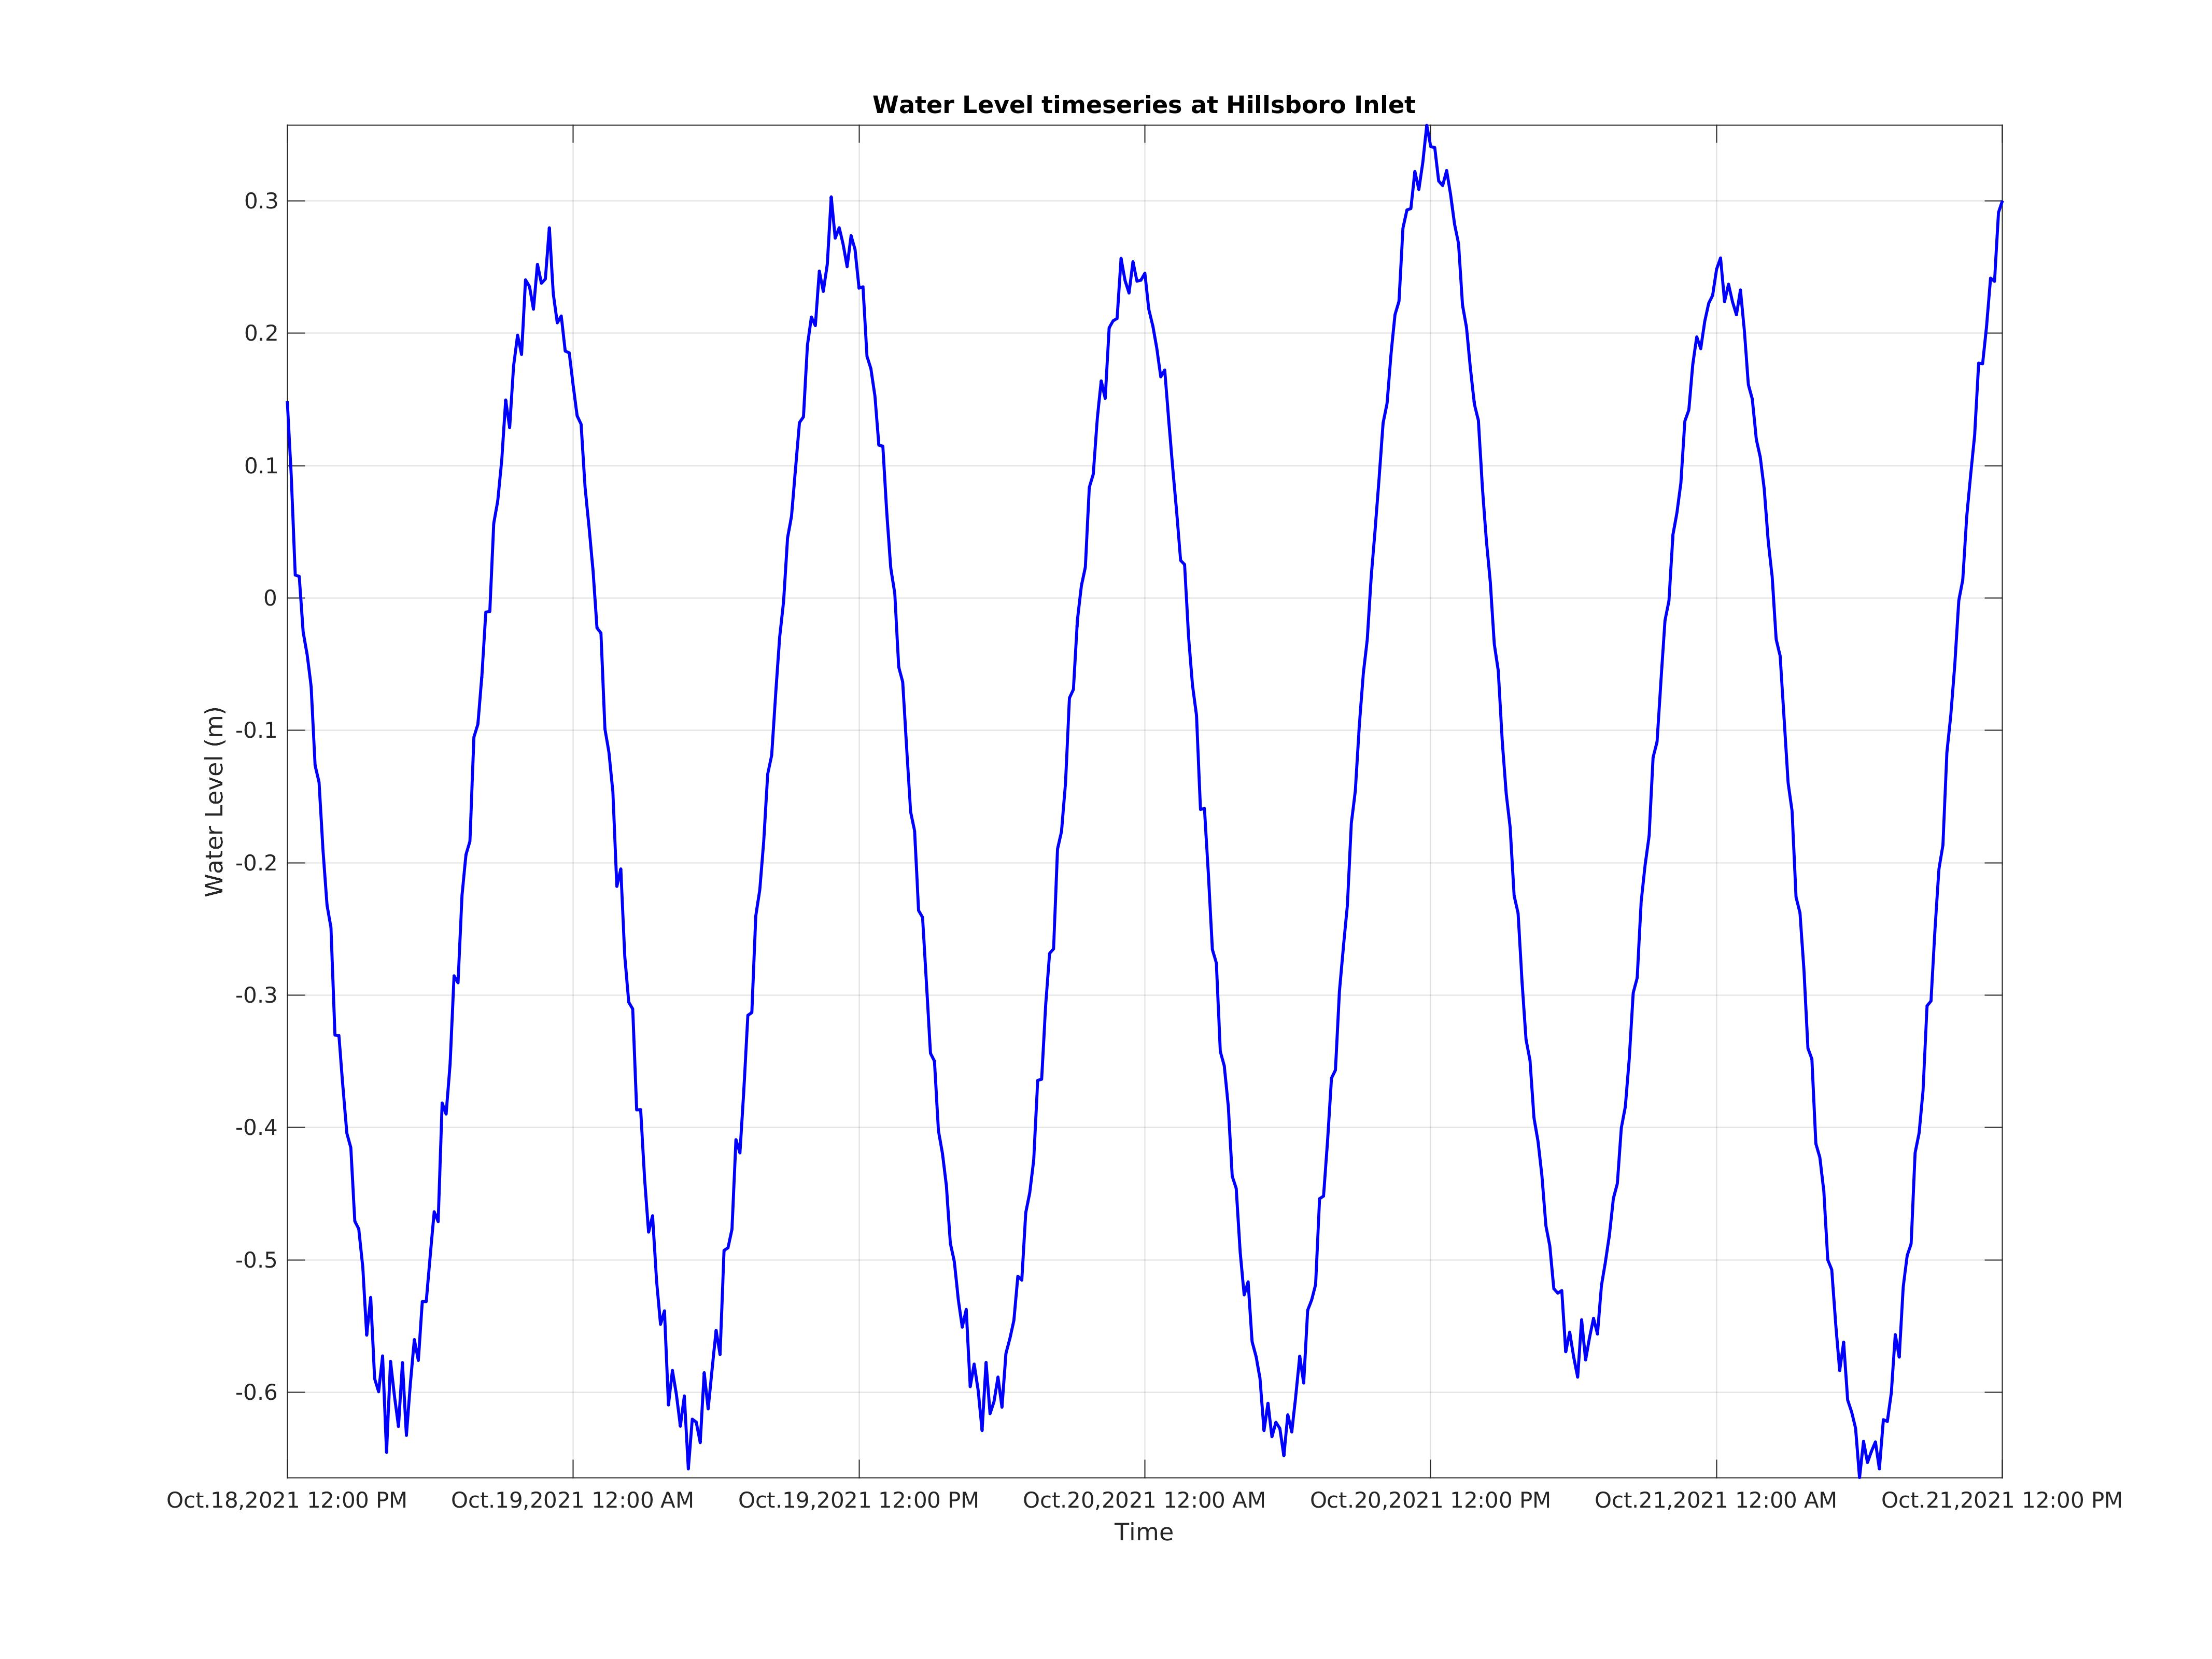 Water Level timeseries at Hillsboro Inlet
0.3
0.2
0.1
0
-0.1
-0.2
-0.3
-0.4
-0.5
-0.6
Water Level (m)
Oct.18,2021 12:00 PM Oct.19,2021 12:00 AM Oct.19,2021 12:00 PM Oct.20,2021 12:00 AM Oct.20,2021 12:00 PM Oct.21,2021 12:00 AM Oct.21,2021 12:00 PM
Time